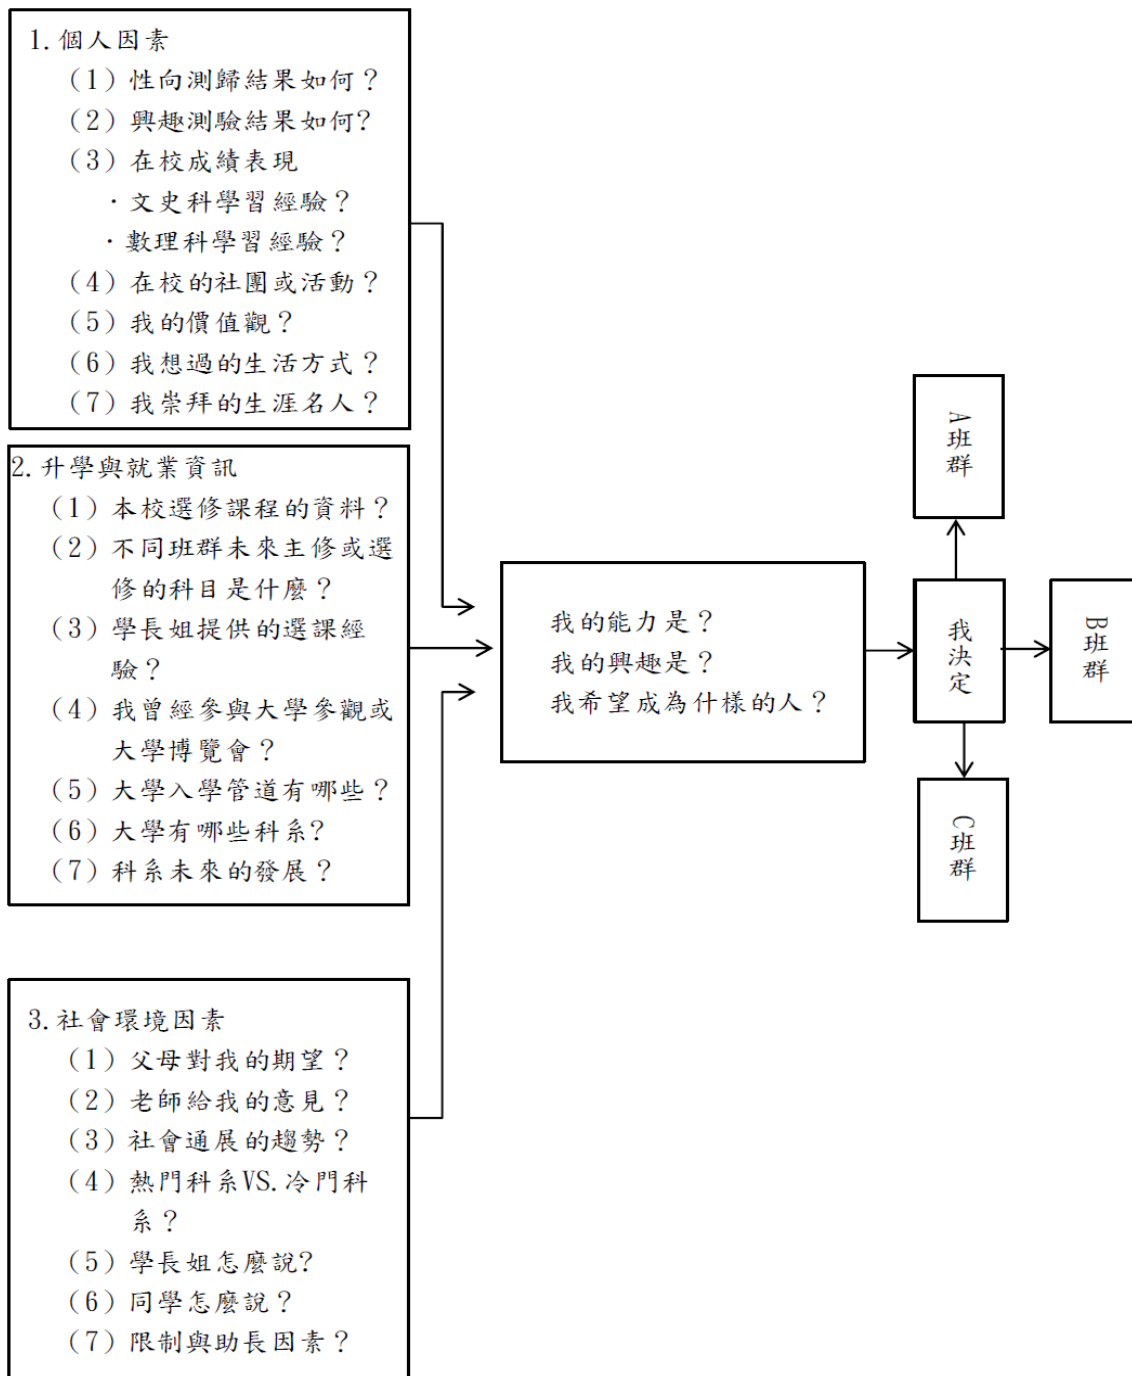 1.個人因素
（1）性向測歸結果如何？
（2）興趣測驗結果如何?
（3）在校成績表現
．文史科學習經驗？
．數理科學習經驗？
（4）在校的社團或活動？
（5）我的價值觀？
（6）我想過的生活方式？
（7）我崇拜的生涯名人？
2.升學與就業資訊
（1）本校選修課程的資料？
（2）不同班群未來主修或選
修的科目是什麼？
（3）學長姐提供的選課經
驗？
（4）我曾經參與大學參觀或
大學博覽會？
（5）大學入學管道有哪些？
（6）大學有哪些科系?
（7）科系未來的發展？
3.社會環境因素
（1）父母對我的期望？
（2）老師給我的意見？
（3）社會通展的趨勢？
（4）熱門科系VS.冷門科
系？
（5）學長姐怎麼說?
（6）同學怎麼說？
（7）限制與助長因素？
我的能力是？
我的興趣是？
我希望成為什樣的人？
我決定
A班群
B班群
C班群